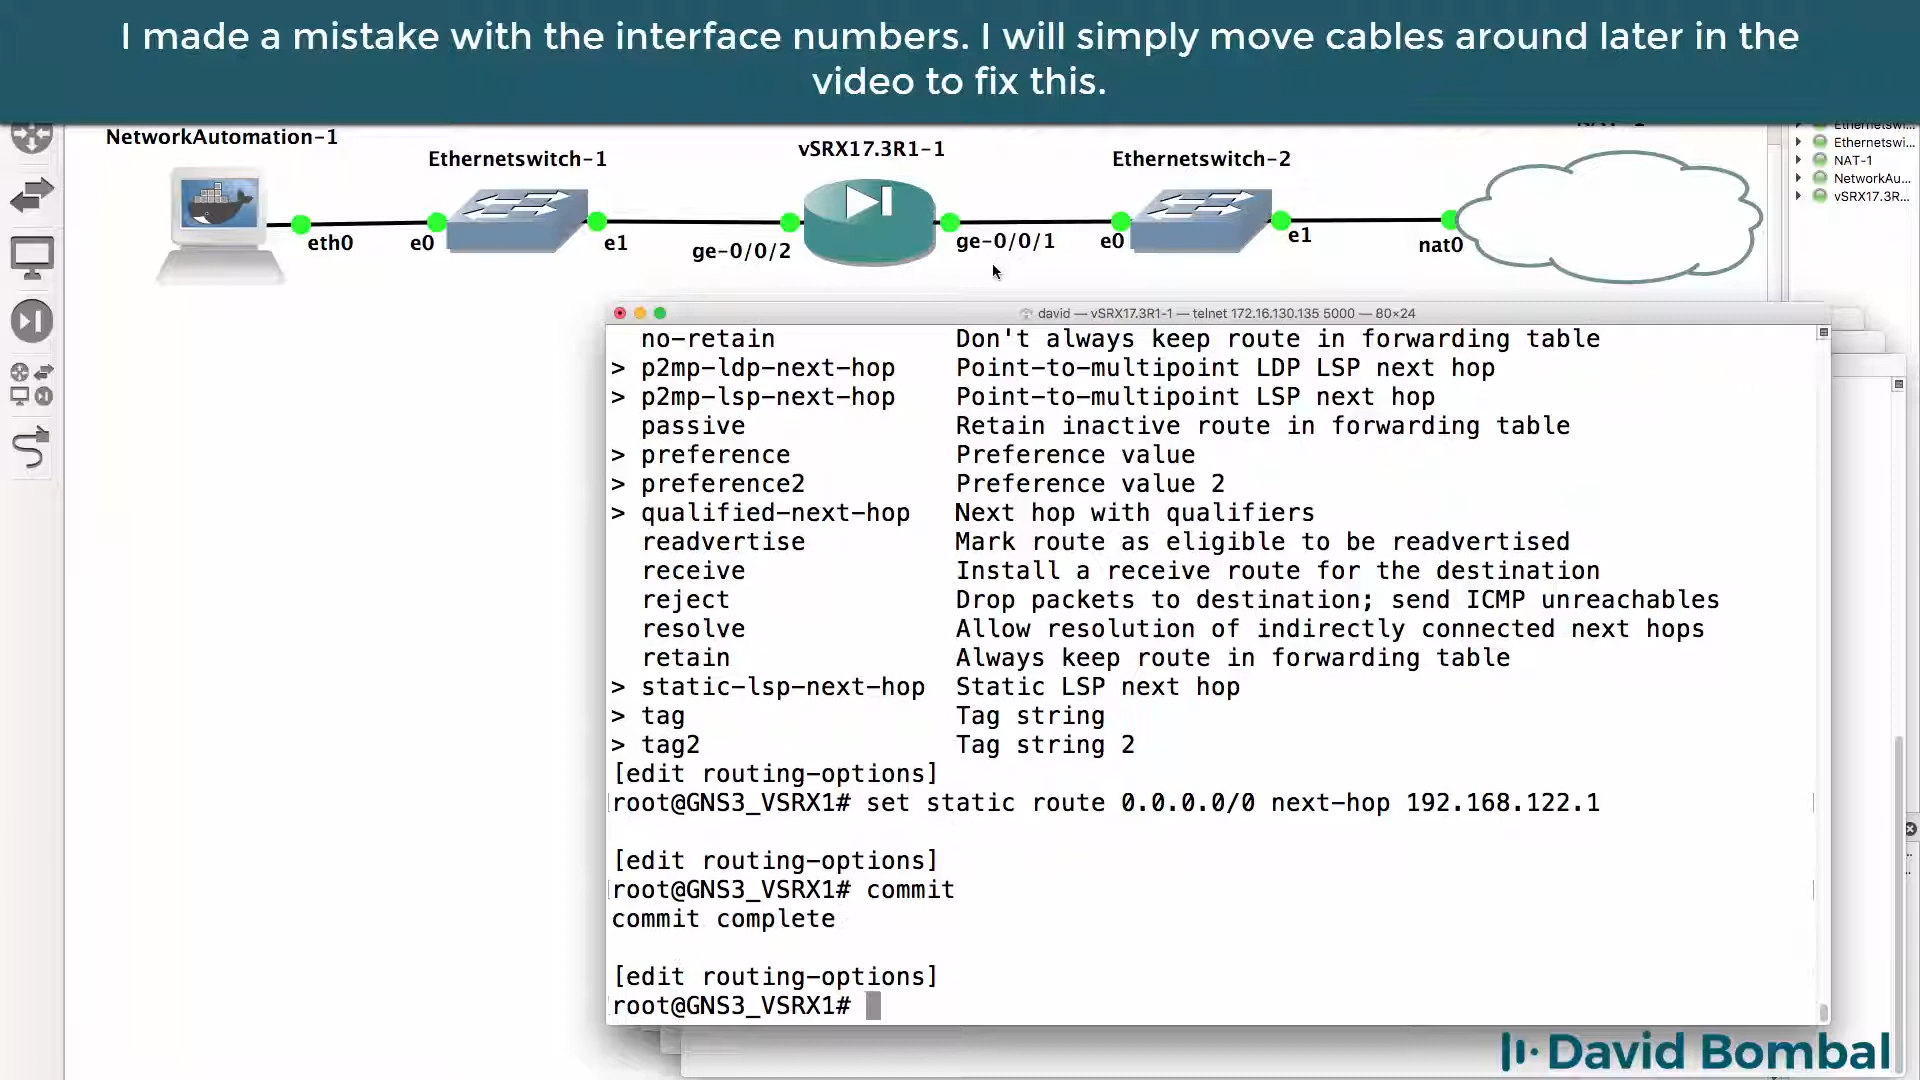 I made a mistake with the interface numbers. I will simply move cables around later in the
video to fix this.
NetworkAutomation-1
Ethernetswitch-1
vSRX17.3R1-1
Ethernetswitch-2
NAT-1
Ethernetswi...
Ethernetswi...
NAT-1
NetworkAu...
vSRX17.3R...
eth0
e0
e1
ge-0/0/2
ge-0/0/1
e0
e1
nat0
david — vSRX17.3R1-1 — telnet 172.16.130.135 5000 — 80×24
no-retain Don't always keep route in forwarding table
> p2mp-ldp-next-hop Point-to-multipoint LDP LSP next hop
> p2mp-lsp-next-hop Point-to-multipoint LSP next hop
passive Retain inactive route in forwarding table
> preference Preference value
> preference2 Preference value 2
> qualified-next-hop Next hop with qualifiers
readvertise Mark route as eligible to be readvertised
receive Install a receive route for the destination
reject Drop packets to destination; send ICMP unreachables
resolve Allow resolution of indirectly connected next hops
retain Always keep route in forwarding table
> static-lsp-next-hop Static LSP next hop
> tag Tag string
> tag2 Tag string 2
[edit routing-options]
root@GNS3_VSRX1# set static route 0.0.0.0/0 next-hop 192.168.122.1
[edit routing-options]
root@GNS3_VSRX1# commit
commit complete
[edit routing-options]
root@GNS3_VSRX1#
David Bombal